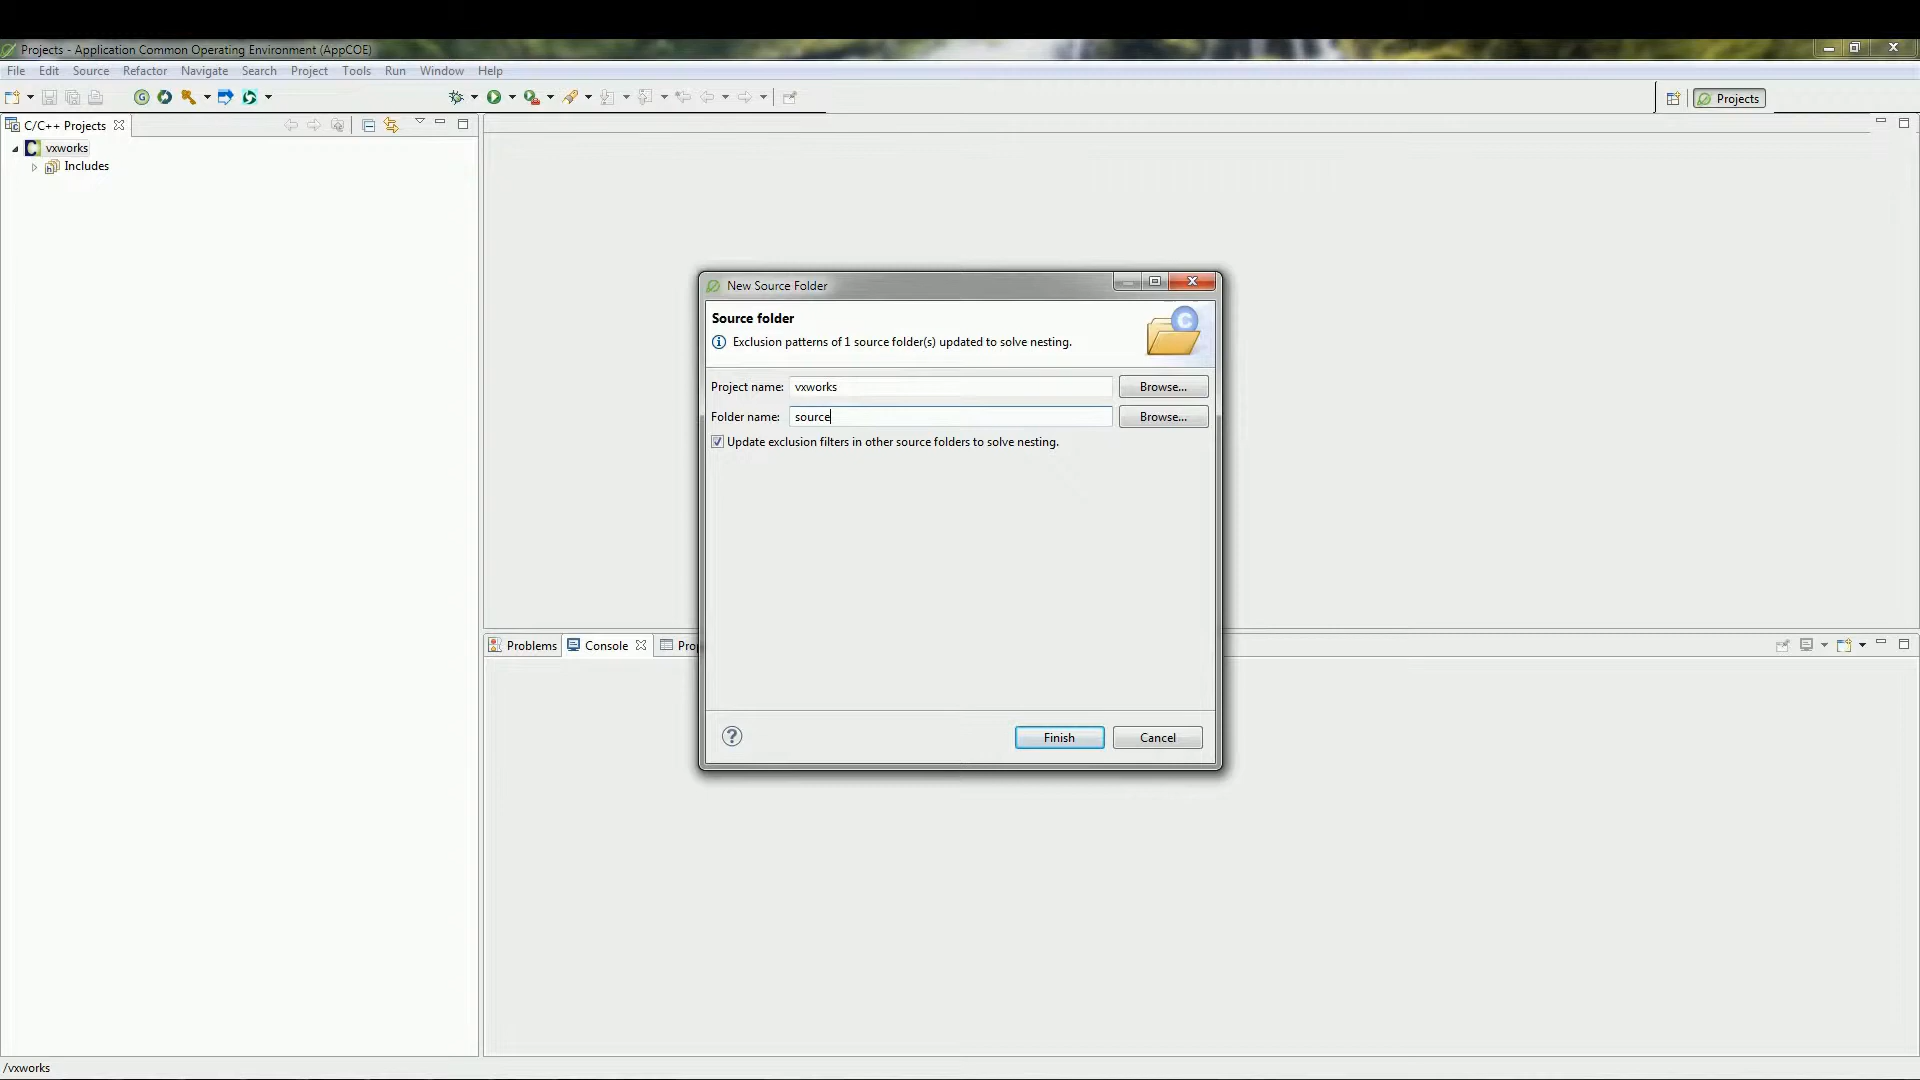 Projects - Application Common Operating Environment (AppCOE)
File Edit Source Refactor Navigate Search Project Tools Run Window Help
Projects
C/C++ Projects
vxworks
Includes
New Source Folder
Source folder
Exclusion patterns of 1 source folder(s) updated to solve nesting.
Project name: vxworks Browse...
Folder name: source Browse...
Update exclusion filters in other source folders to solve nesting.
Problems Console Prop
Finish Cancel
/vxworks